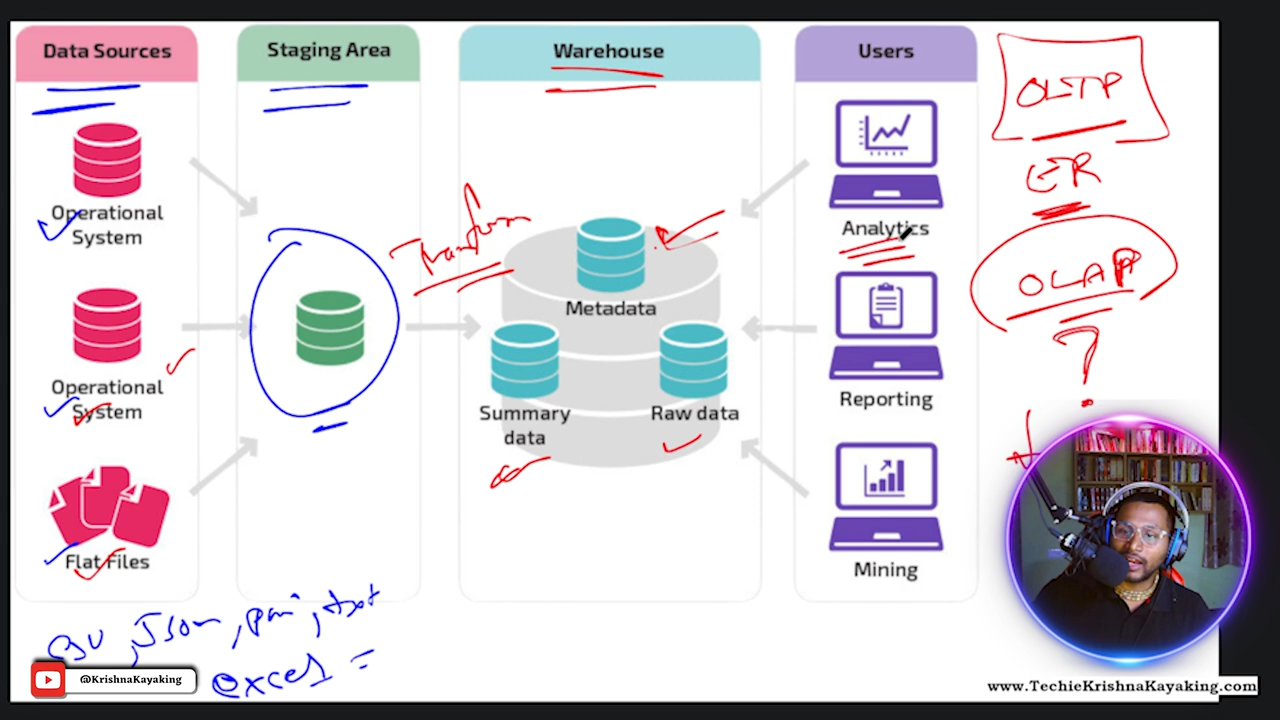 Data Sources
Staging Area
Warehouse
Users
OLTP
ER
OLAP
?
Operational
System
Transform
Analytics
Metadata
Operational
System
Summary
data
Raw data
Reporting
Flat Files
Mining
csv, Json, , txt
excel
@KrishnaKayaking
www.TechieKrishnaKayaking.com